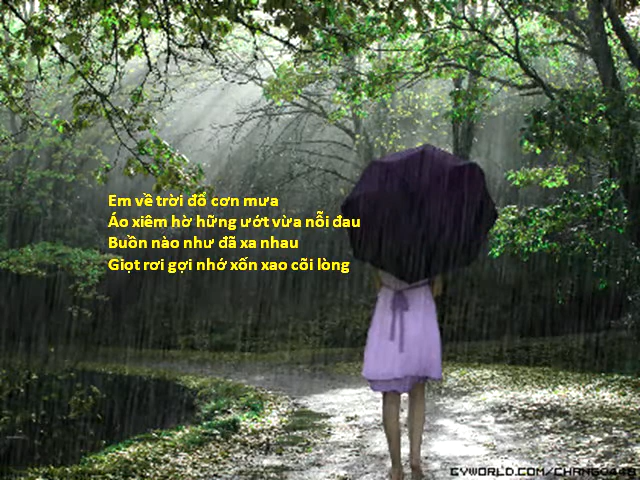 Em về trời đổ cơn mưa
Áo xiêm hờ hững ướt vừa nỗi đau
Buồn nào như đã xa nhau
Giọt rơi gợi nhớ xốn xao cõi lòng
CYWORLD.COM/CHANG0448